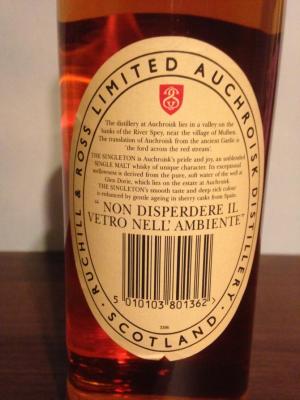 RUCHILL & ROSS LIMITED AUCHROISK DISTILLERY. SCOTLAND
The distillery at Auchroisk lies in a valley on the
banks of the River Spey, near the village of Mulben.
The translation of Auchroisk from the ancient Gaelic is
'the ford across the red stream'.
THE SINGLETON is Auchroisk's pride and joy, an unblended
SINGLE MALT whisky of unique character. Its exceptional
mellowness is derived from the pure, soft water of the well at
Glen Dorie, which lies on the estate at Auchroisk
THE SINGLETON'S smooth taste and deep rich colour
is enhanced by gentle ageing in sherry casks from Spain.
“ NON DISPERDERE IL
VETRO NELL' AMBIENTE”
5 010103 801362